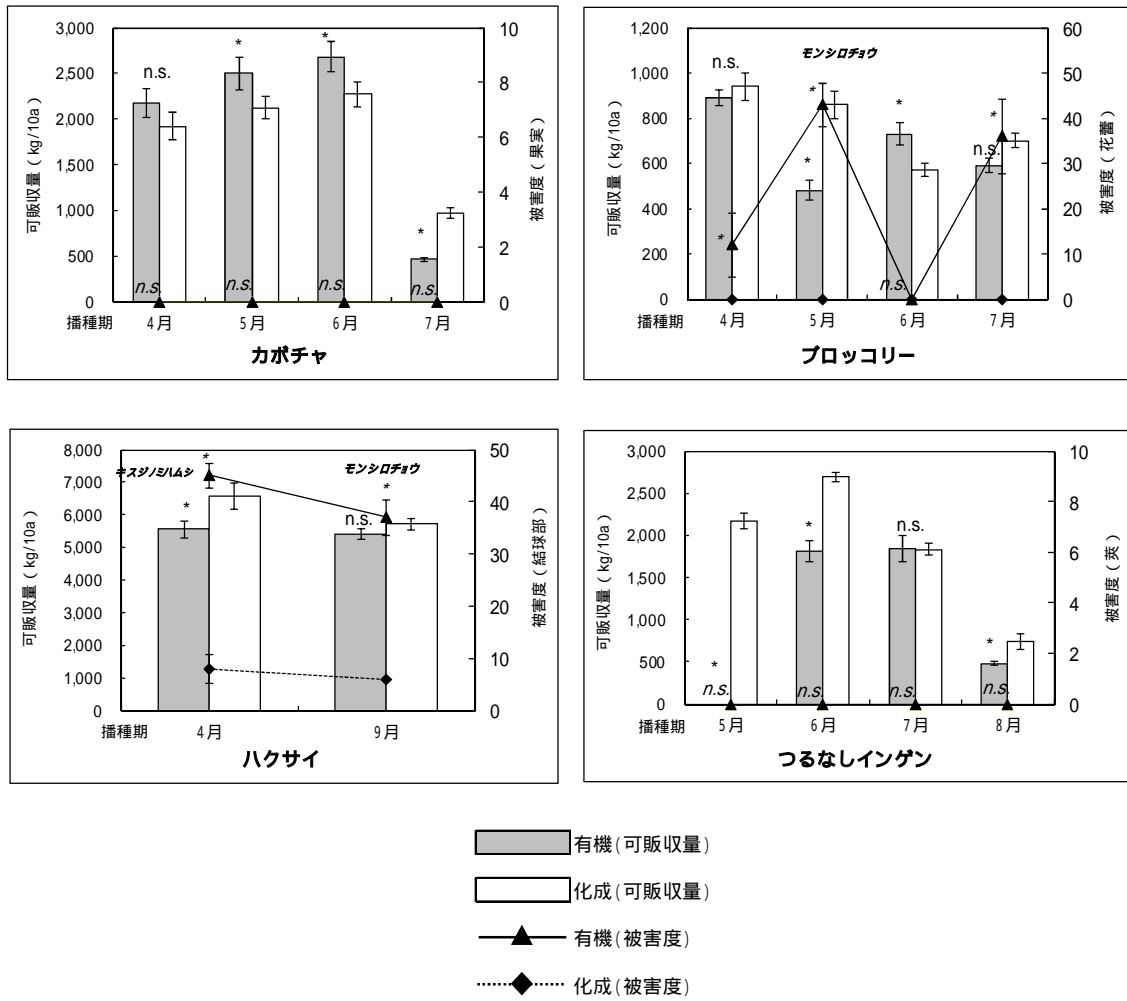 3,000
2,500
2,000
1,500
1,000
500
0
可販収量（kg/10a）
10
8
6
4
2
0
被害度（果実）
n.s.
*
*
*
n.s.
n.s.
n.s.
n.s.
播種期
4月
5月
6月
7月
カボチャ
1,200
1,000
800
600
400
200
0
可販収量（kg/10a）
60
50
40
30
20
10
0
被害度（花蕾）
モンシロチョウ
n.s.
*
*
*
n.s.
*
*
n.s.
播種期
4月
5月
6月
7月
ブロッコリー
8,000
7,000
6,000
5,000
4,000
3,000
2,000
1,000
0
可販収量（kg/10a）
50
40
30
20
10
0
被害度（結球部）
キスジノミハムシ
モンシロチョウ
*
*
*
n.s.
播種期
4月
9月
ハクサイ
3,000
2,500
2,000
1,500
1,000
500
0
可販収量（kg/10a）
10
8
6
4
2
0
被害度（莢）
*
*
n.s.
*
n.s.
n.s.
n.s.
n.s.
播種期
5月
6月
7月
8月
つるなしインゲン
有機(可販収量)
化成(可販収量)
有機(被害度)
化成(被害度)